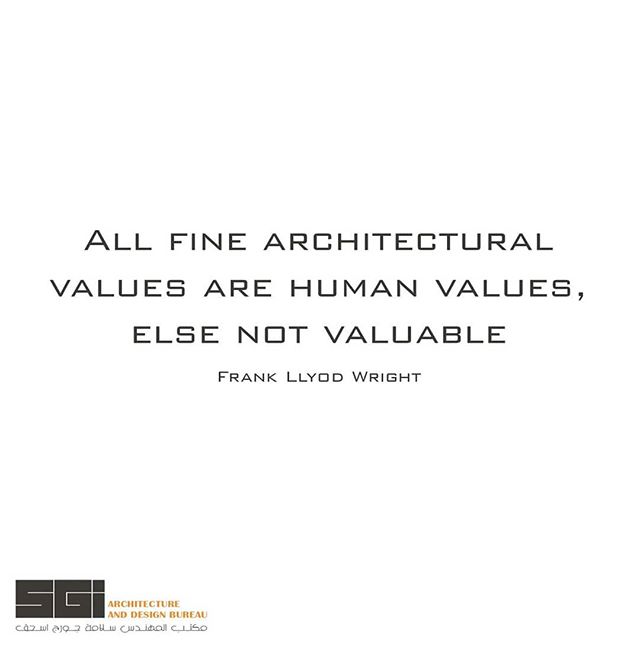 All fine architectural
values are human values,
else not valuable
Frank Llyod Wright
SGi
ARCHITECTURE
AND DESIGN BUREAU
مكتب المهندس سلامة جورج اسحق